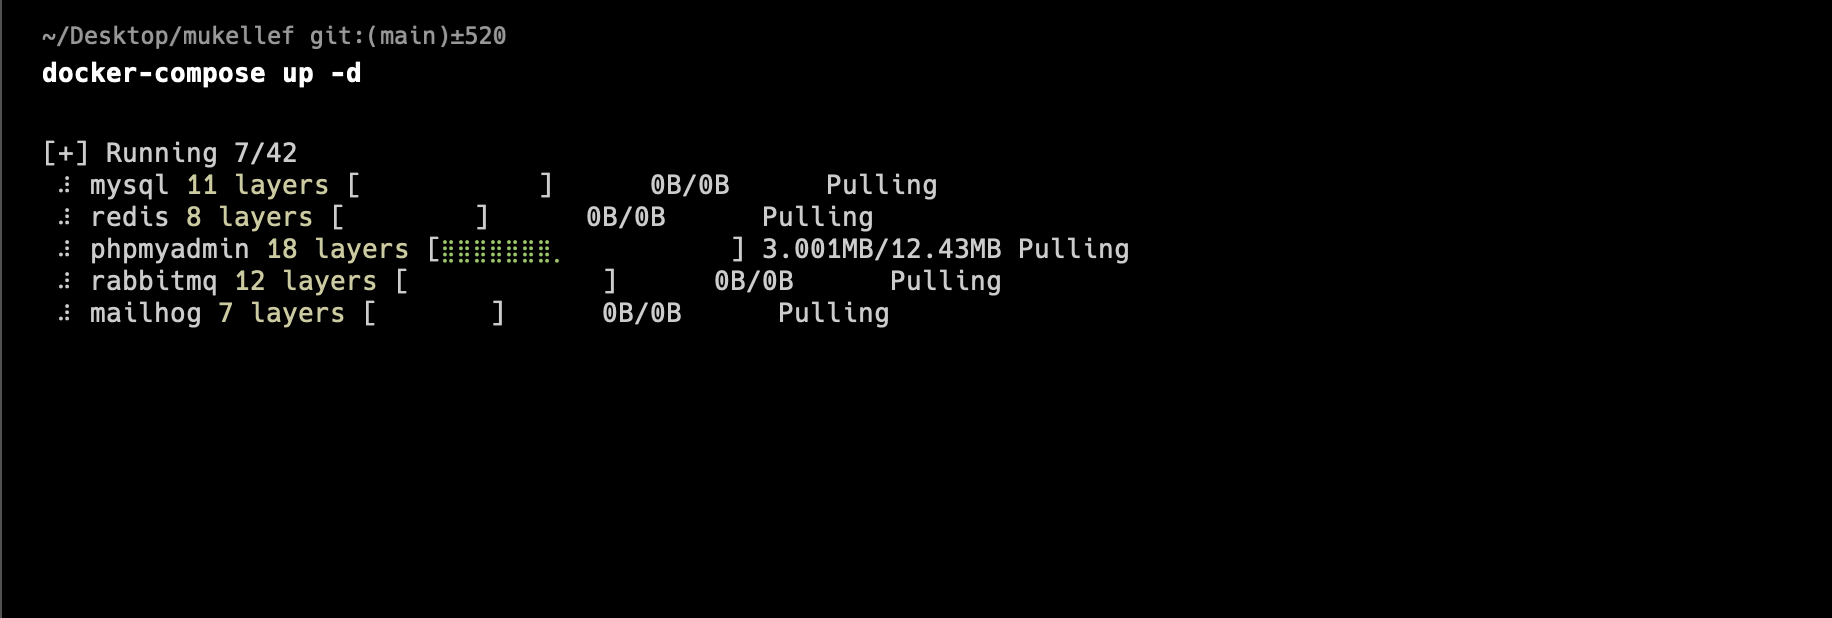 ~/Desktop/mukellef git:(main)±520
docker-compose up -d
[+] Running 7/42
⠼ mysql 11 layers [           ]      0B/0B      Pulling
⠼ redis 8 layers [        ]      0B/0B      Pulling
⠼ phpmyadmin 18 layers [⣿⣿⣿⣿⣿⣿⣿⡀          ] 3.001MB/12.43MB Pulling
⠼ rabbitmq 12 layers [            ]      0B/0B      Pulling
⠼ mailhog 7 layers [       ]      0B/0B      Pulling